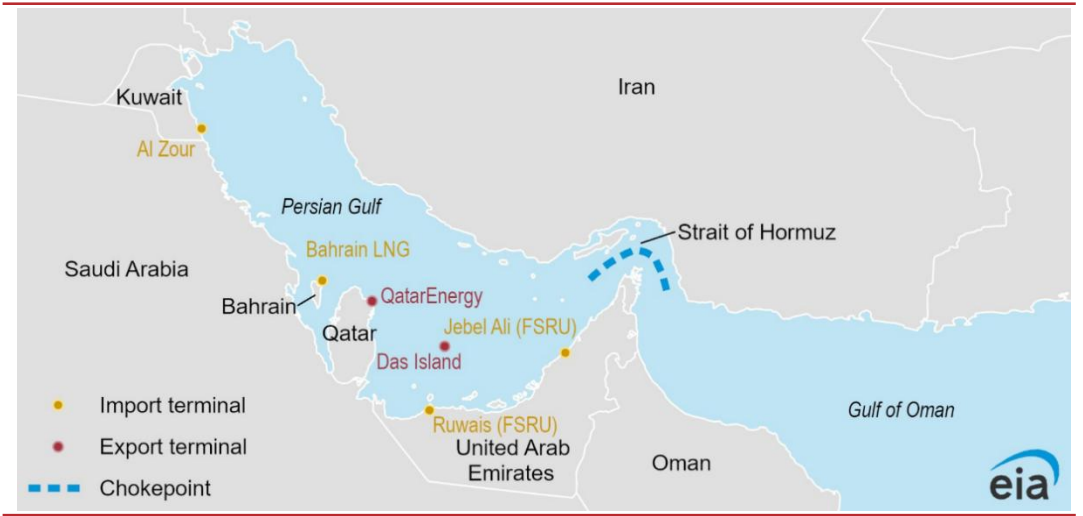 Iran
Kuwait
Al Zour
Persian Gulf
Strait of Hormuz
Bahrain LNG
Saudi Arabia
QatarEnergy
Bahrain
Jebel Ali (FSRU)
Qatar
Das Island
Import terminal
Gulf of Oman
Ruwais (FSRU)
Export terminal
United Arab
Emirates
Oman
Chokepoint
eia